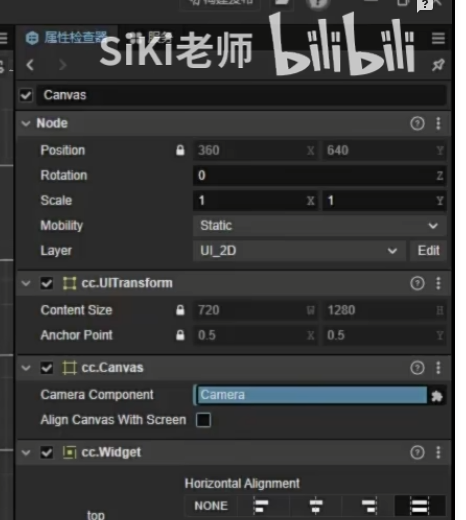 属性检查器 服务
SiKi老师 bilibili
Canvas
Node
Position 360 X 640 Y
Rotation 0 Z
Scale 1 X 1 Y
Mobility Static
Layer UI_2D Edit
cc.UITransform
Content Size 720 W 1280 H
Anchor Point 0.5 X 0.5 Y
cc.Canvas
Camera Component Camera
Align Canvas With Screen
cc.Widget
Horizontal Alignment
top NONE